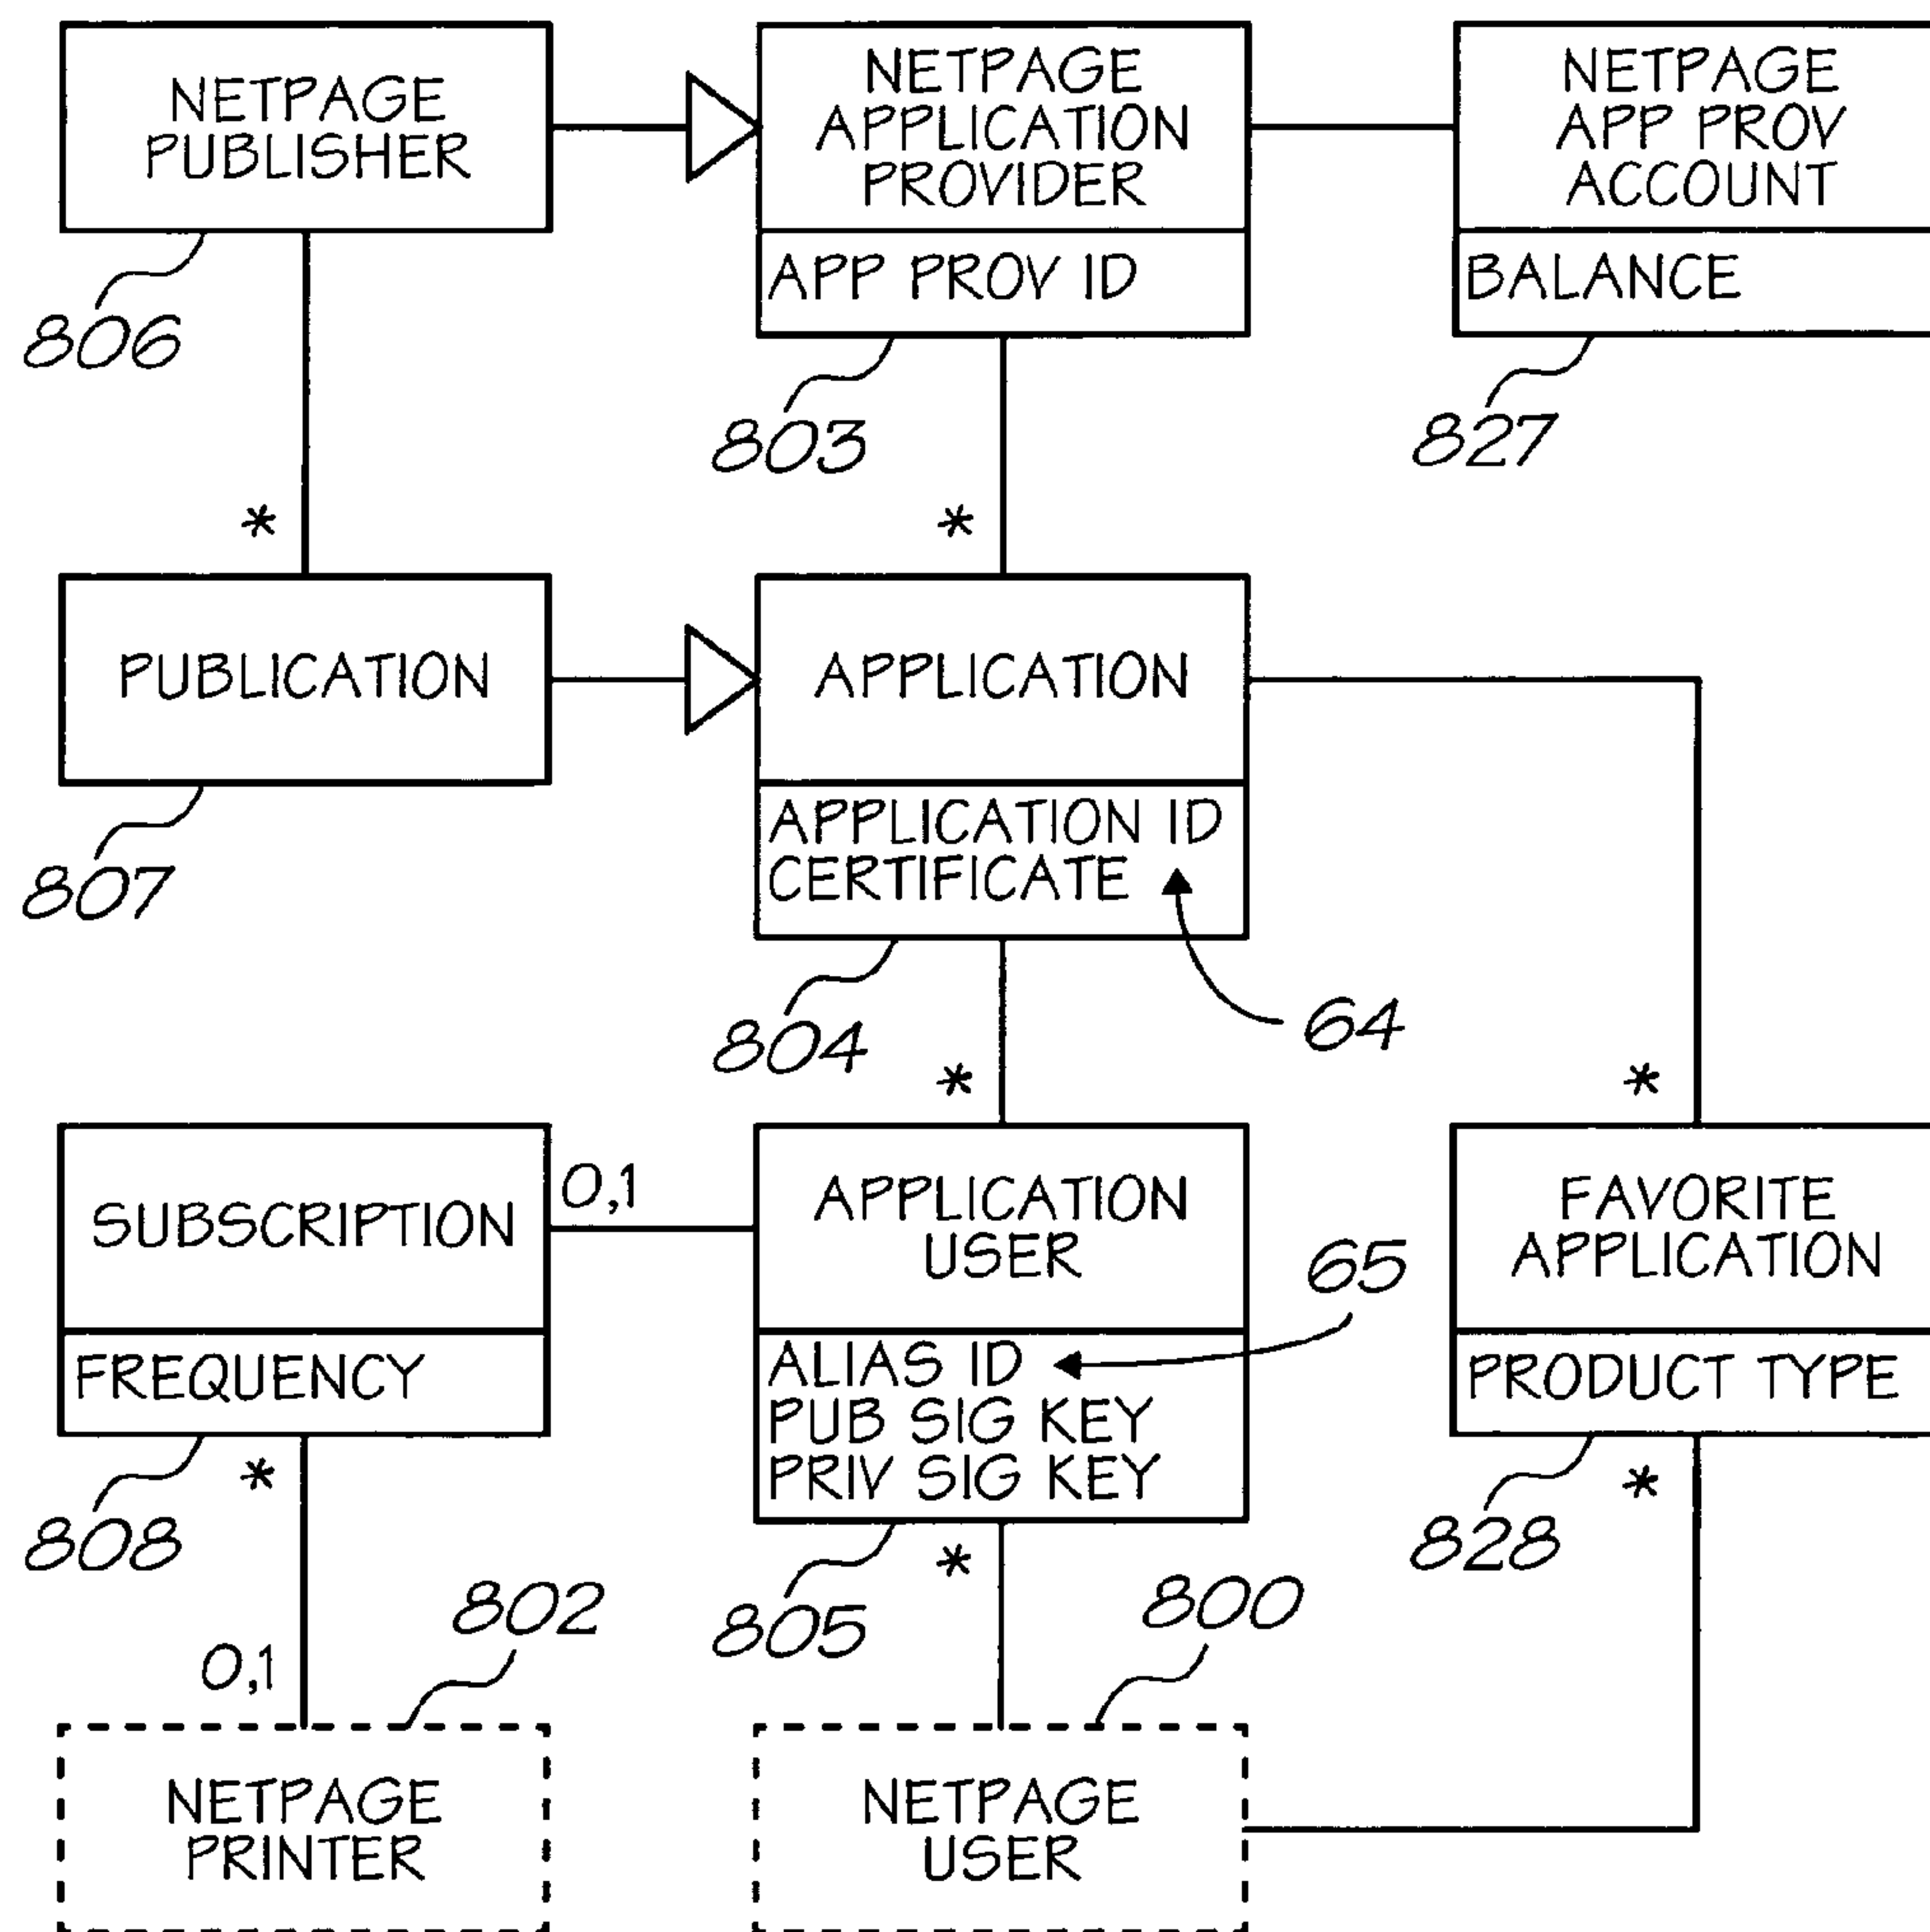 NETPAGE
PUBLISHER
NETPAGE
APPLICATION
PROVIDER
APP PROV ID
NETPAGE
APP PROV
ACCOUNT
BALANCE
806
803
827
*
*
PUBLICATION
APPLICATION
APPLICATION ID
CERTIFICATE
807
804
64
*
*
SUBSCRIPTION
FREQUENCY
0,1
APPLICATION
USER
ALIAS ID
PUB SIG KEY
PRIV SIG KEY
65
FAVORITE
APPLICATION
PRODUCT TYPE
808
*
805
*
828
*
802
800
0,1
NETPAGE
PRINTER
NETPAGE
USER